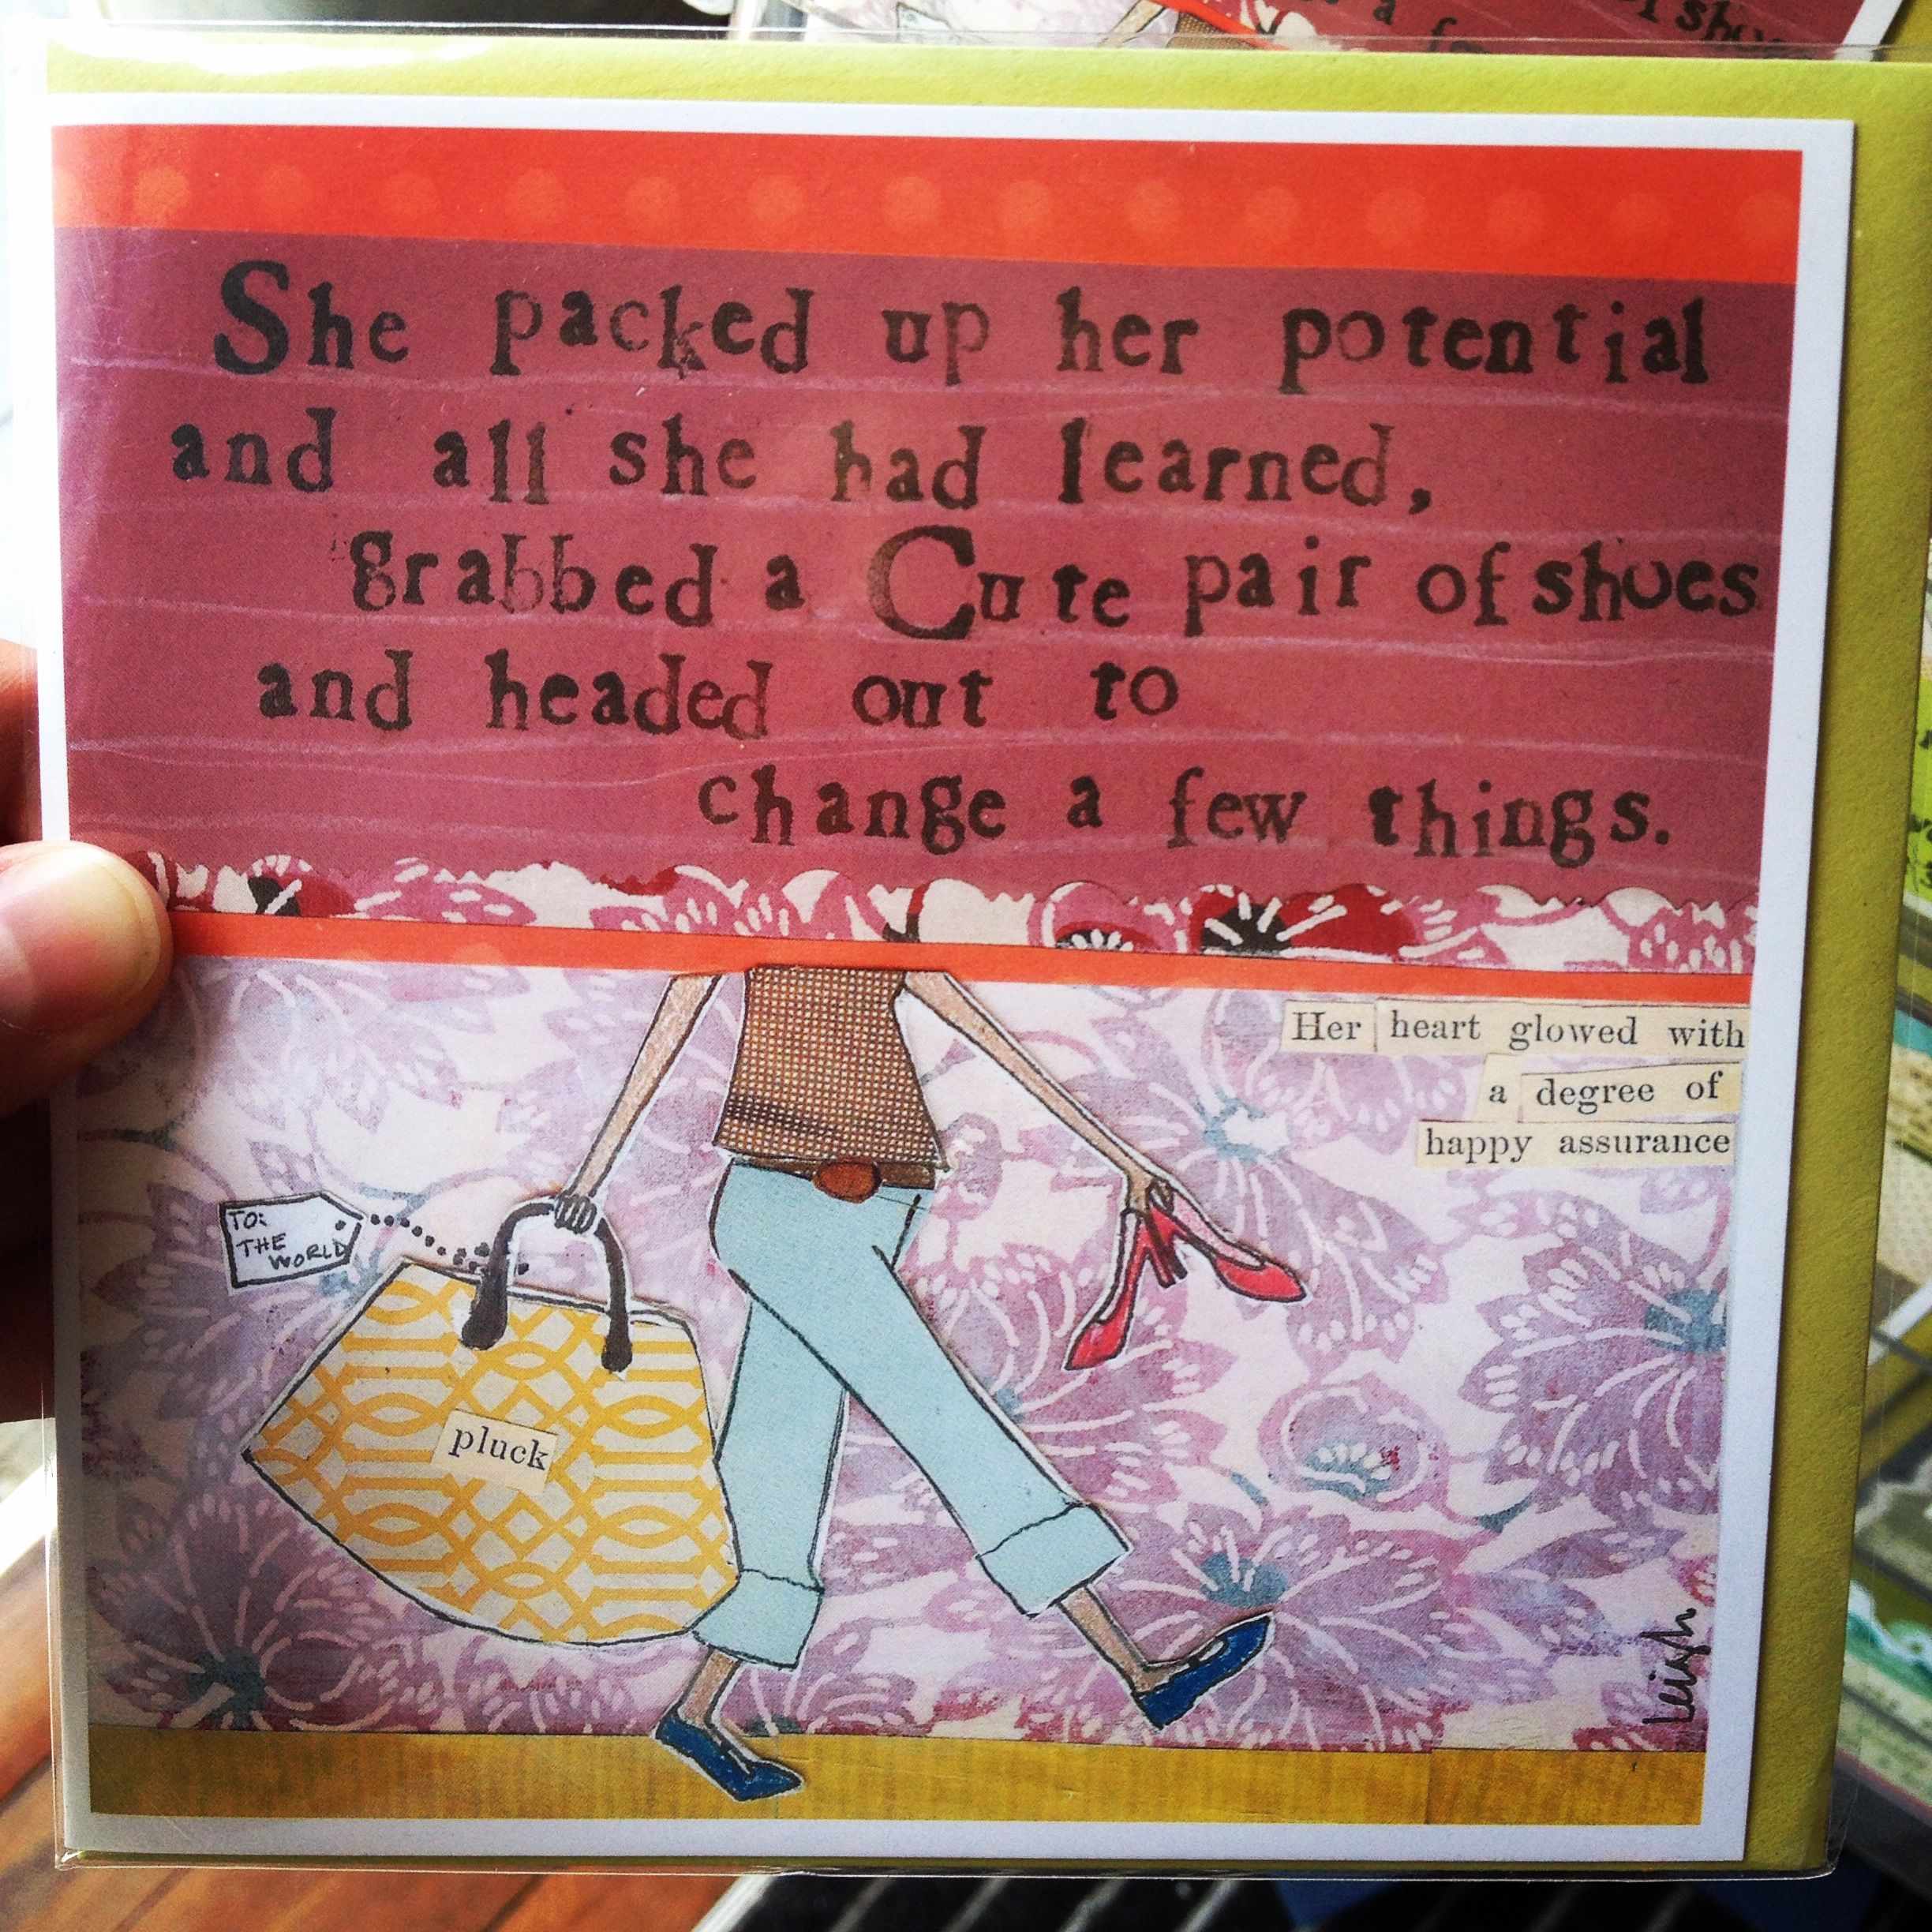 She packed up her potential
and all she had learned,
grabbed a Cute pair of shoes
and headed out to
change a few things.
Her heart glowed with
a degree of
happy assurance
TO:
THE
WORLD
pluck
Leigh